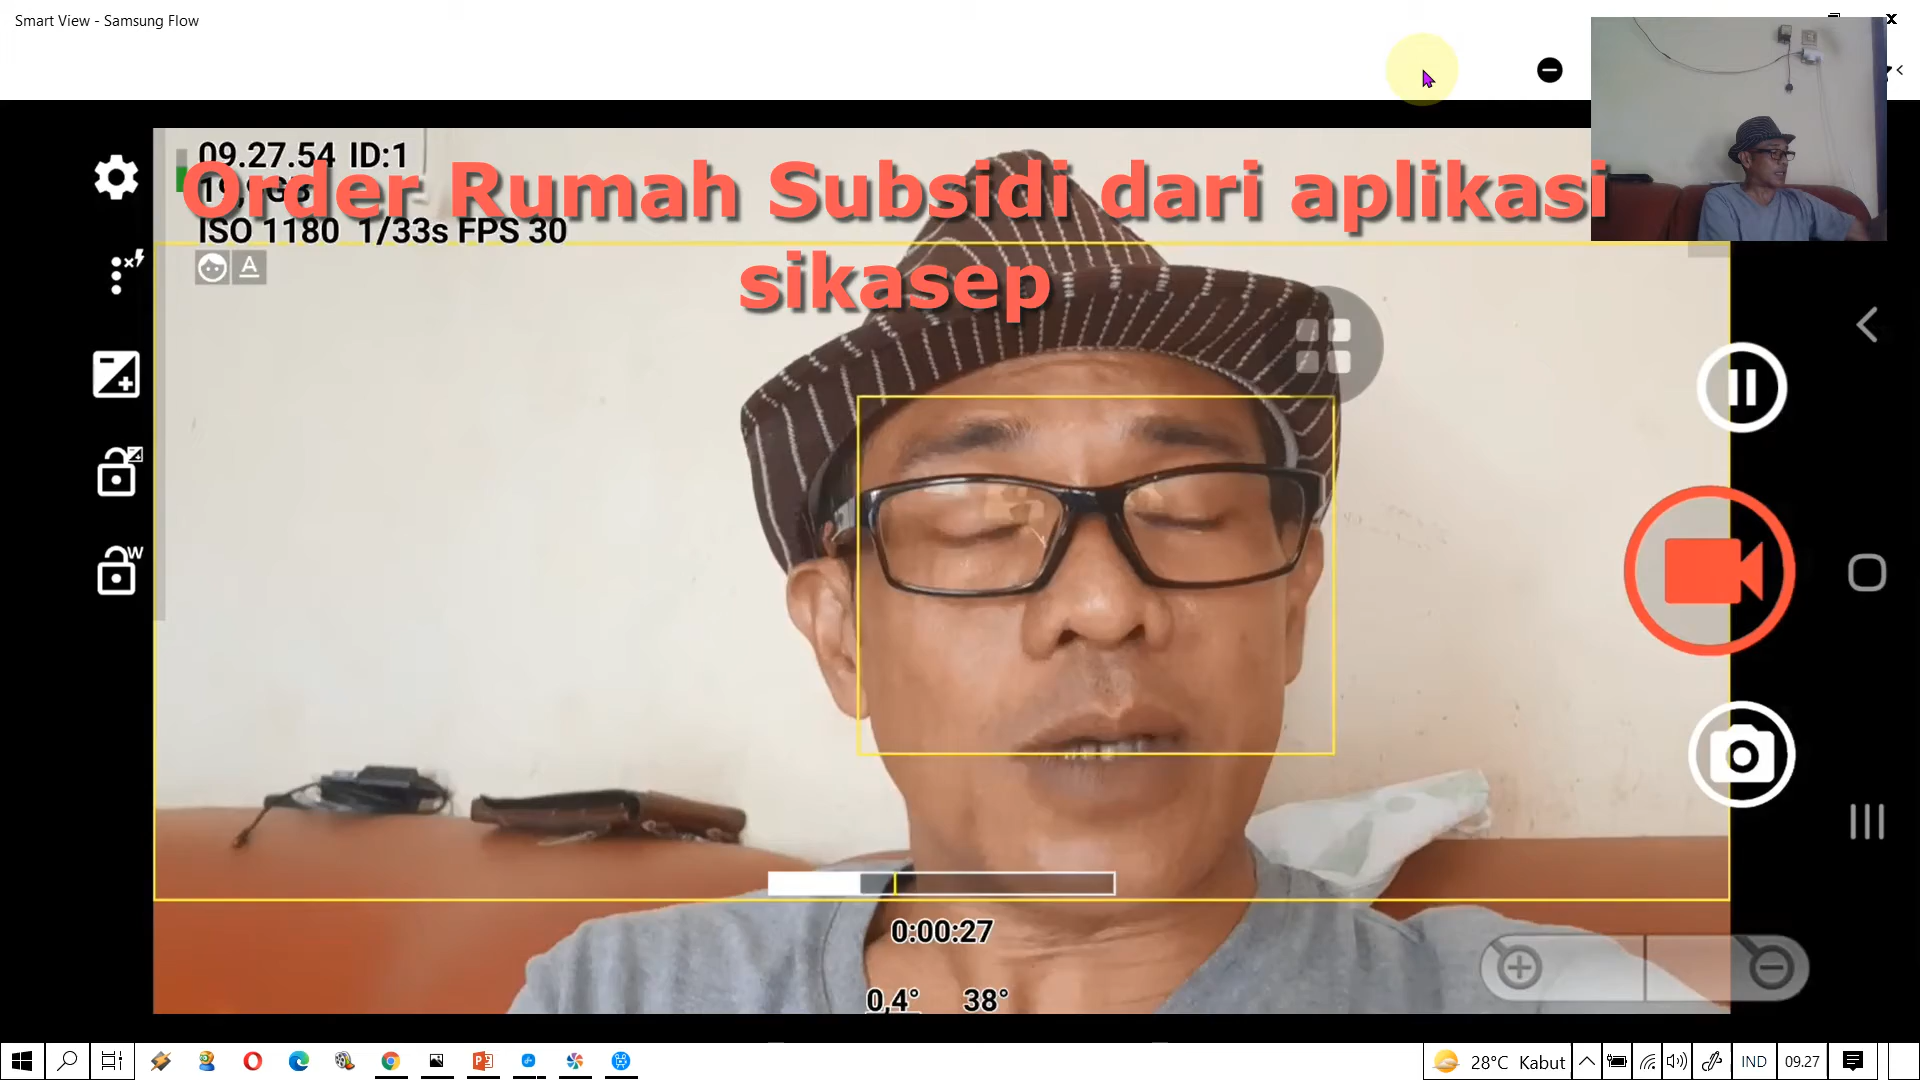 Smart View - Samsung Flow
09.27.54 ID:1
Order Rumah Subsidi dari aplikasi
sikasep
ISO 1180 1/33s FPS 30
A
W
0:00:27
0,4° 38°
28°C Kabut
IND
09.27